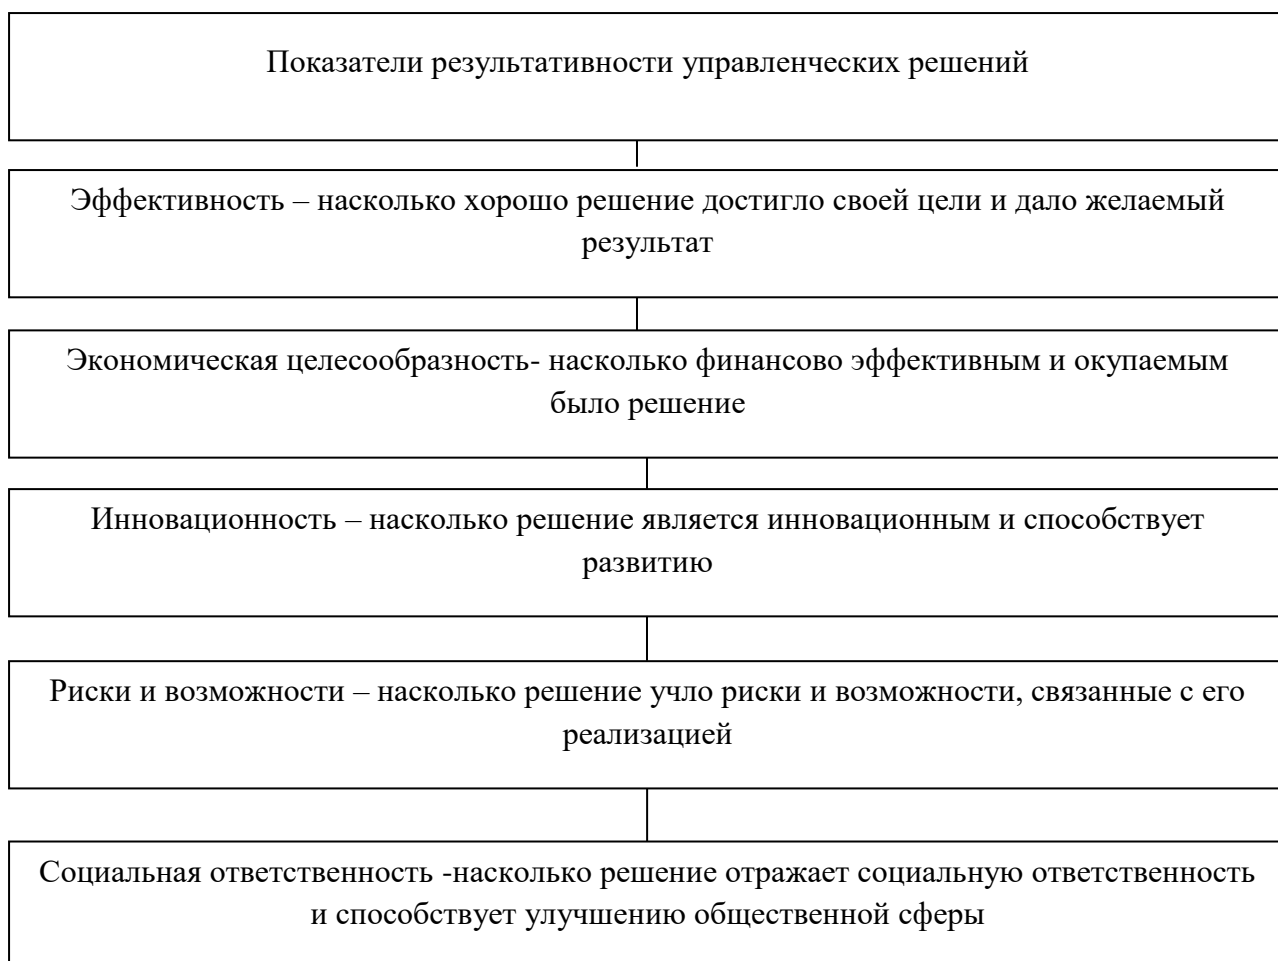 Показатели результативности управленческих решений
Эффективность – насколько хорошо решение достигло своей цели и дало желаемый
результат
Экономическая целесообразность- насколько финансово эффективным и окупаемым
было решение
Инновационность – насколько решение является инновационным и способствует
развитию
Риски и возможности – насколько решение учло риски и возможности, связанные с его
реализацией
Социальная ответственность -насколько решение отражает социальную ответственность
и способствует улучшению общественной сферы